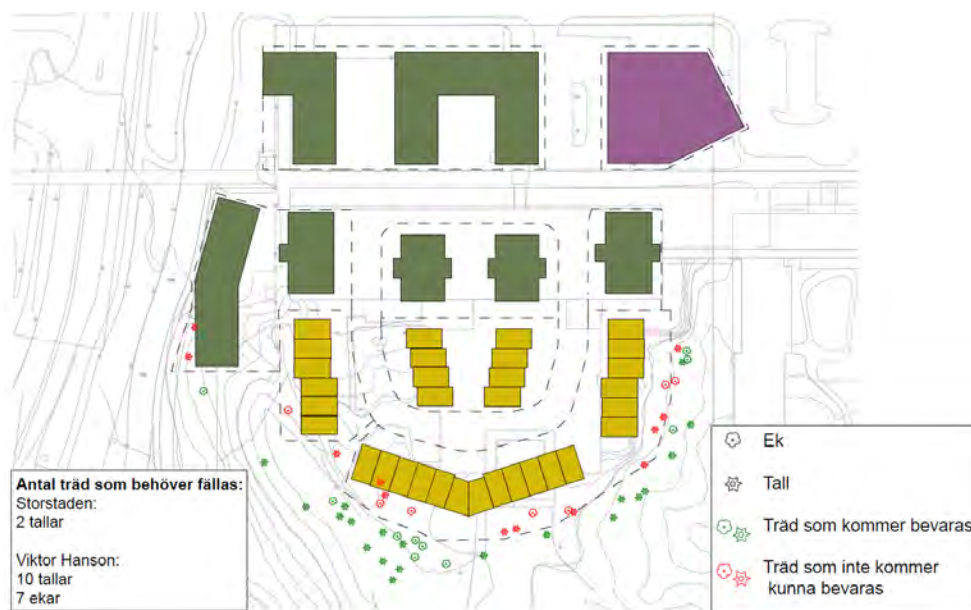 Antal träd som behöver fällas:
Storstaden:
2 tallar
Viktor Hanson:
10 tallar
7 ekar
Ek
Tall
Träd som kommer bevaras
Träd som inte kommer
kunna bevaras